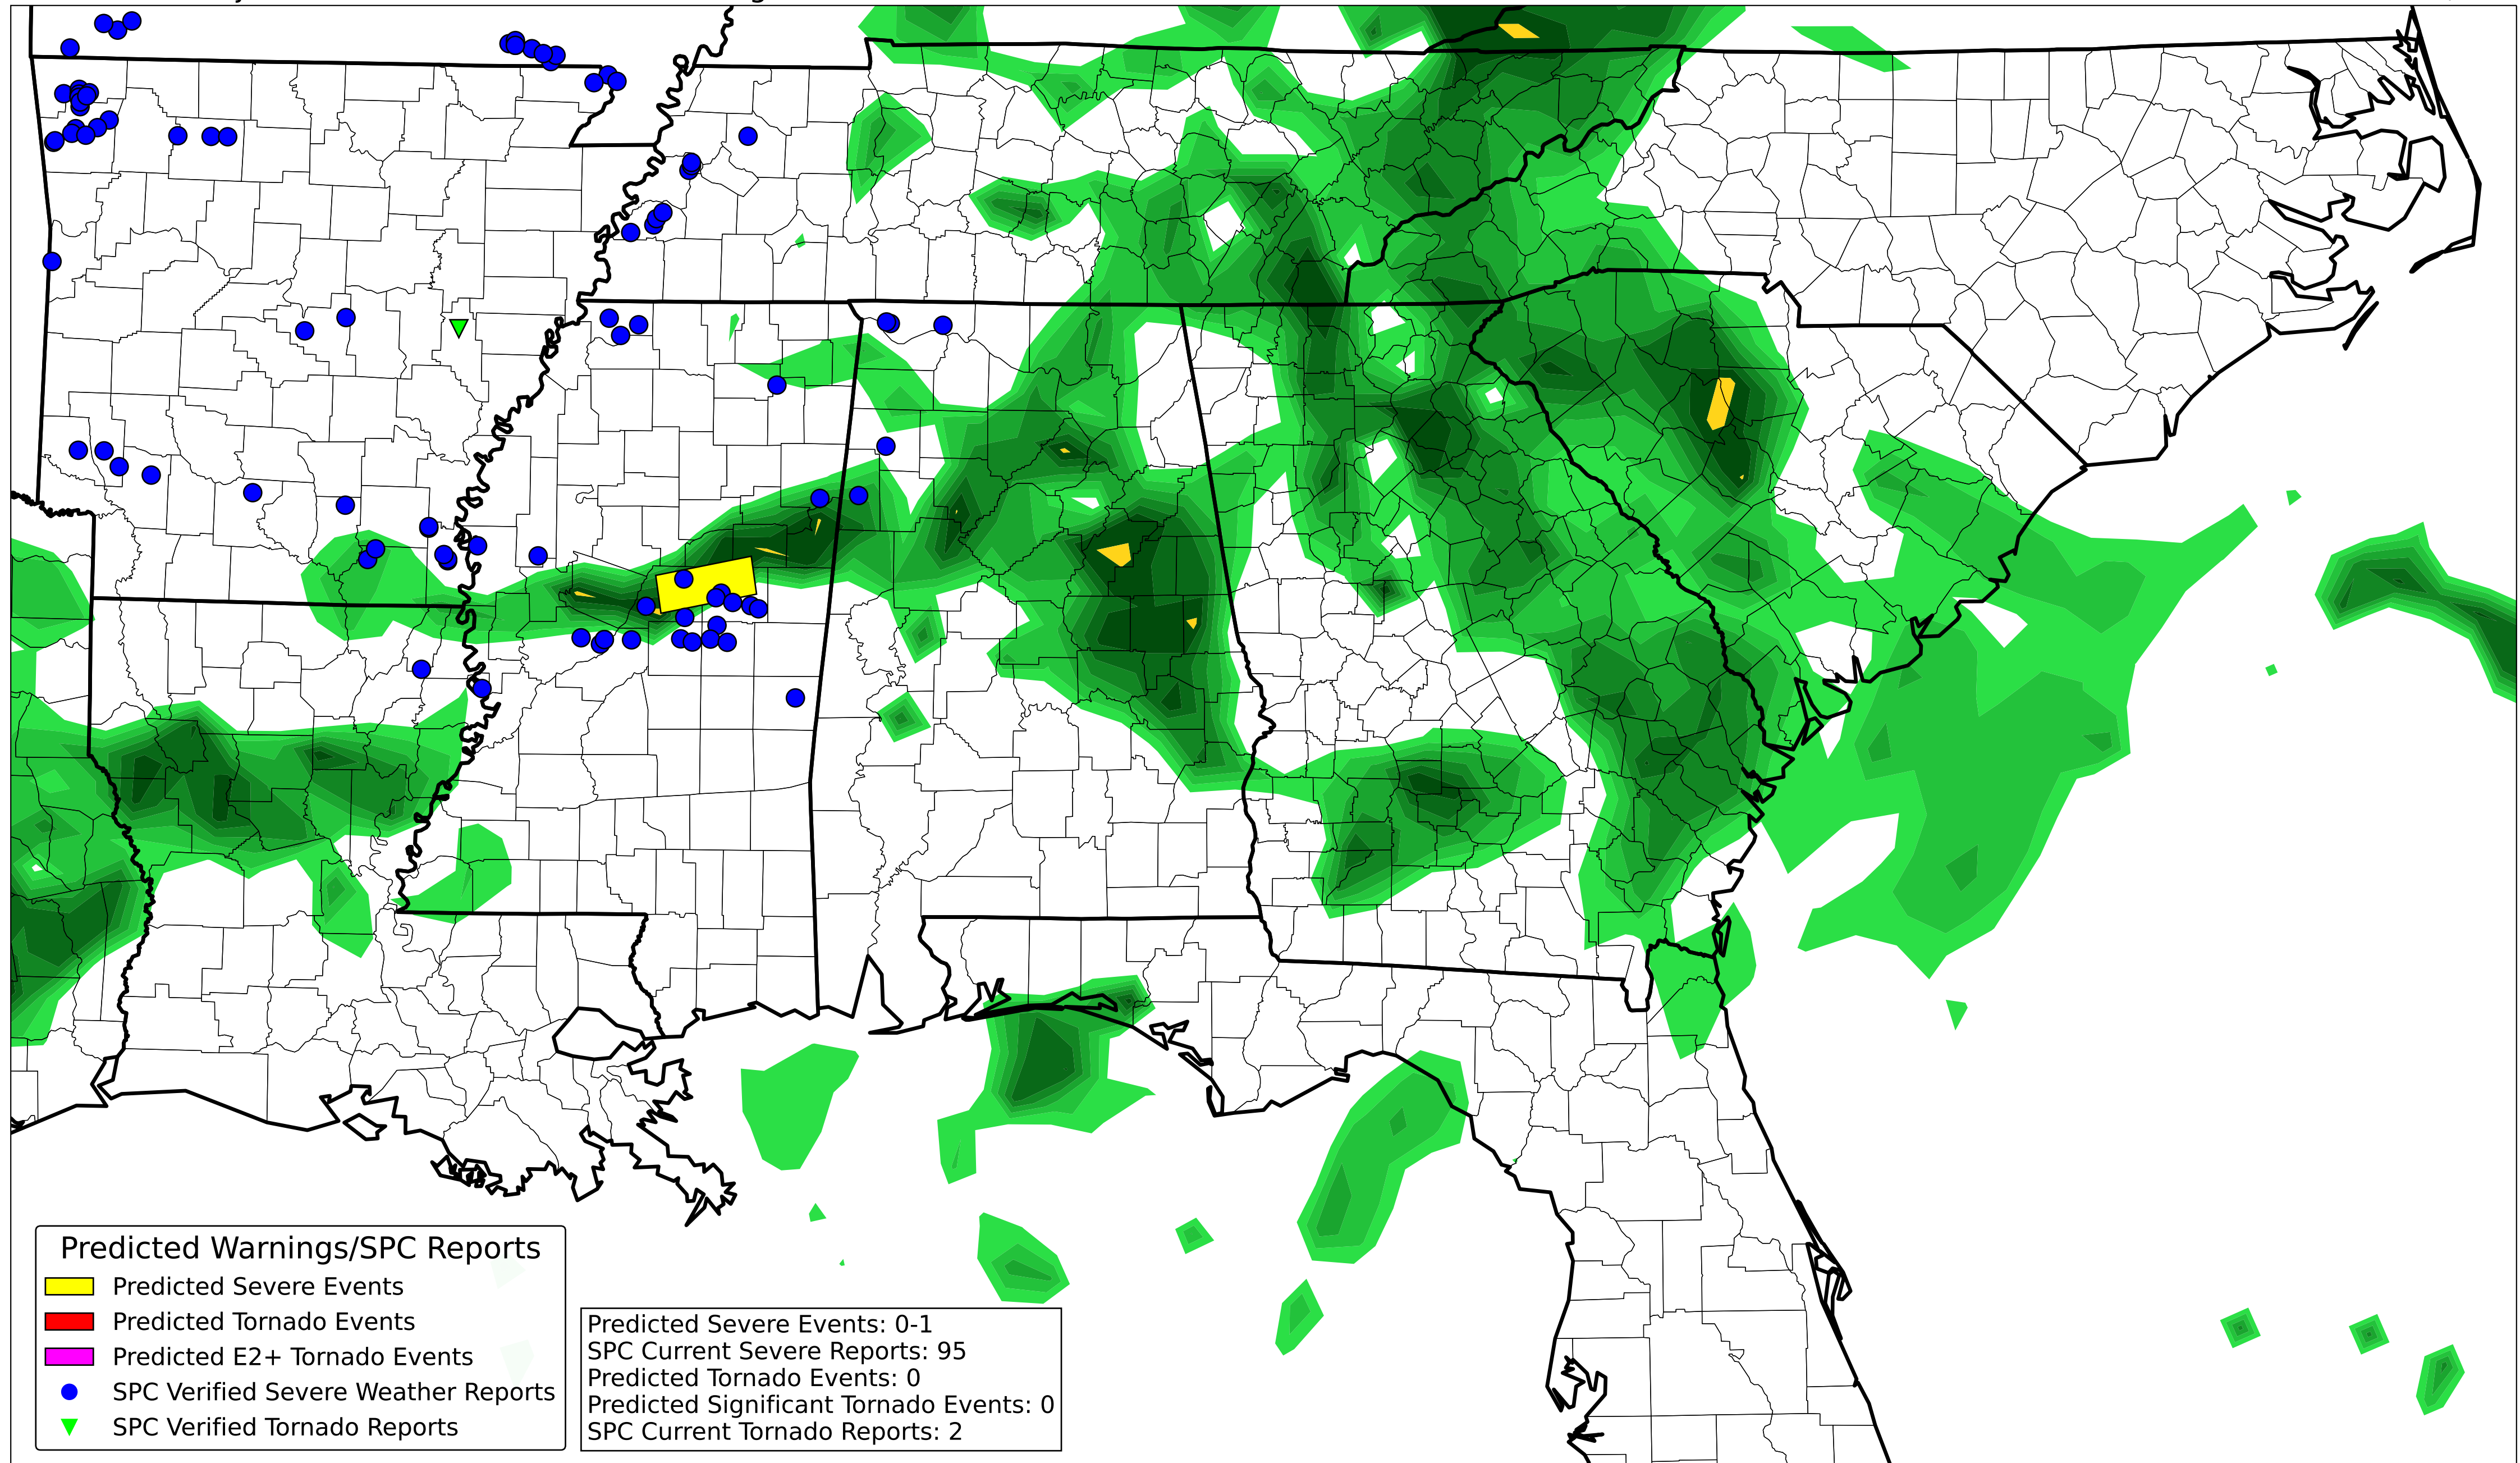 Predicted Warnings/SPC Reports
Predicted Severe Events
Predicted Tornado Events
Predicted E2+ Tornado Events
SPC Verified Severe Weather Reports
SPC Verified Tornado Reports
Predicted Severe Events: 0-1
SPC Current Severe Reports: 95
Predicted Tornado Events: 0
Predicted Significant Tornado Events: 0
SPC Current Tornado Reports: 2